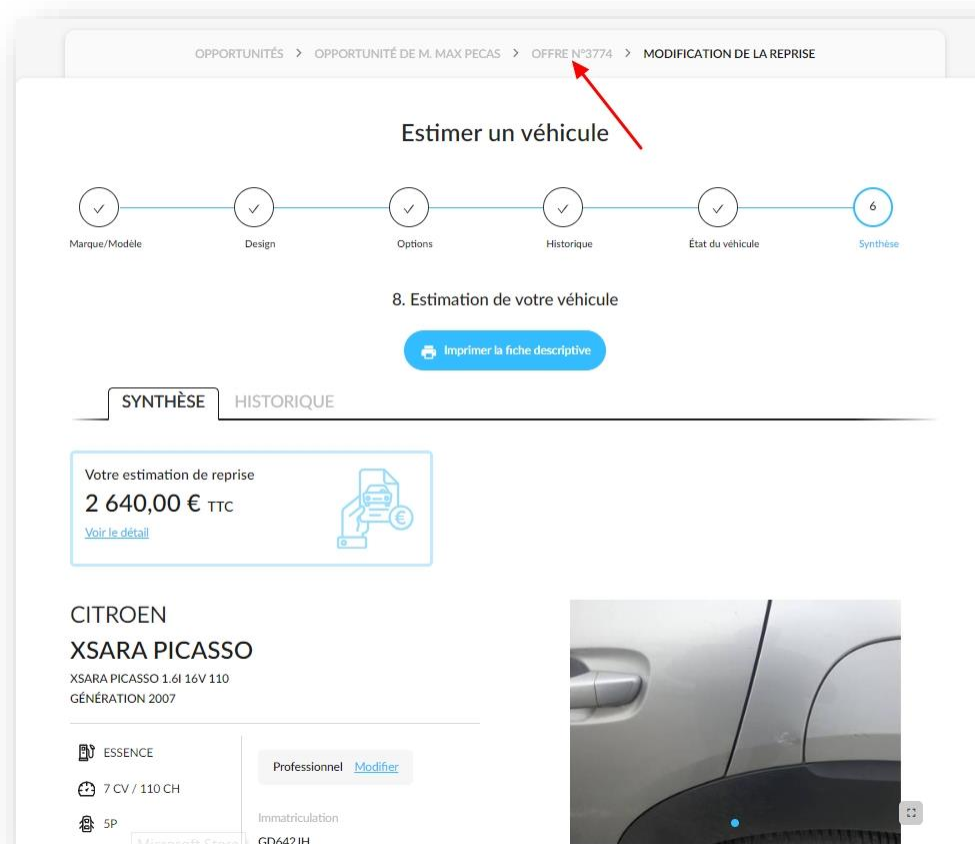 OPPORTUNITÉS > OPPORTUNITÉ DE M. MAX PECAS > OFFRE N°3774 > MODIFICATION DE LA REPRISE
Estimer un véhicule
6
Marque/Modèle Design Options Historique État du véhicule Synthèse
8. Estimation de votre véhicule
Imprimer la fiche descriptive
SYNTHÈSE HISTORIQUE
Votre estimation de reprise
2 640,00 € TTC
Voir le détail
CITROEN
XSARA PICASSO
XSARA PICASSO 1.6I 16V 110
GÉNÉRATION 2007
ESSENCE
Professionnel Modifier
7 CV / 110 CH
Immatriculation
5P
Microsoft Store
GD642JH